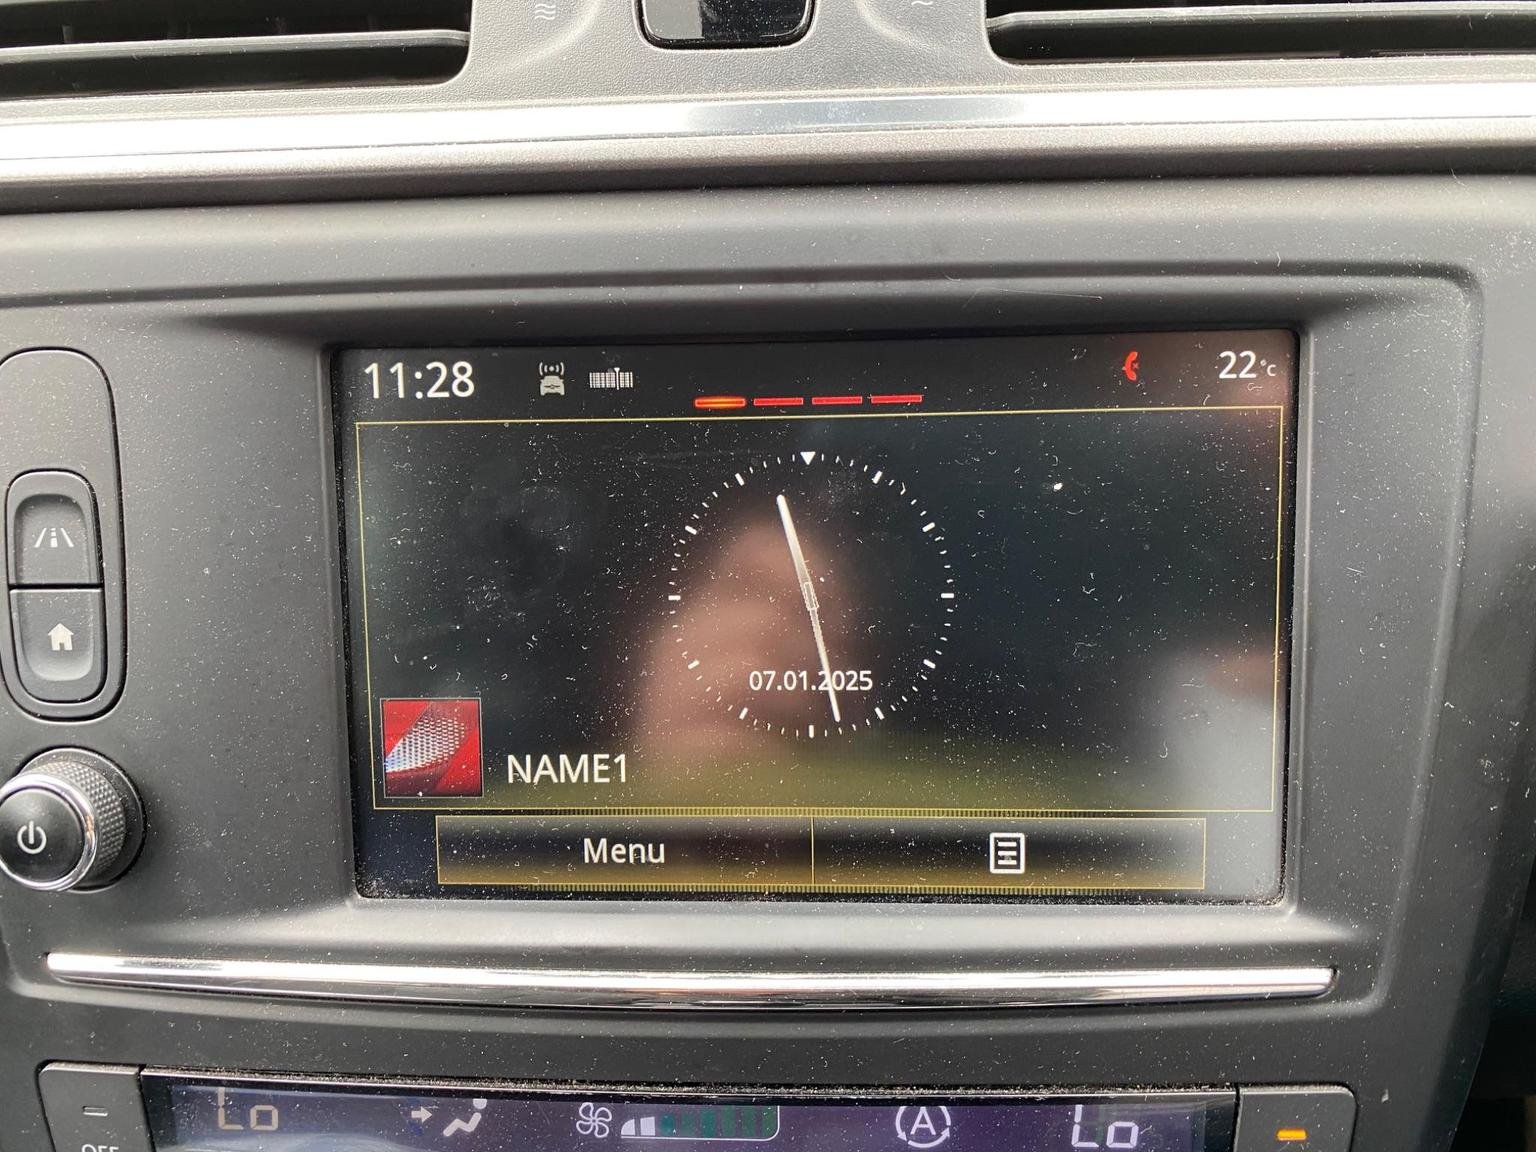 11:28
22°C
07.01.2025
NAME1
Menu
Lo
A
Lo
OFF